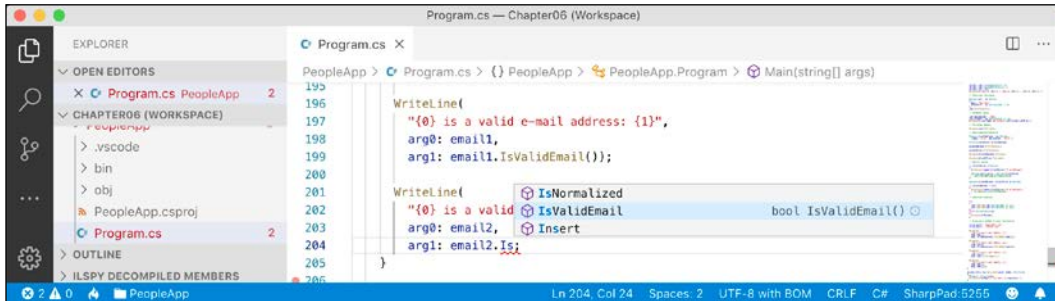 Program.cs — Chapter06 (Workspace)
EXPLORER
Program.cs
OPEN EDITORS
Program.cs PeopleApp 2
CHAPTER06 (WORKSPACE)
PeopleApp
.vscode
bin
obj
PeopleApp.csproj
Program.cs 2
OUTLINE
ILSPY DECOMPILED MEMBERS
PeopleApp > Program.cs > {} PeopleApp > PeopleApp.Program > Main(string[] args)
195
196 WriteLine(
197 "{0} is a valid e-mail address: {1}",
198 arg0: email1,
199 arg1: email1.IsValidEmail());
200
201 WriteLine(
202 "{0} is a valid
203 arg0: email2,
204 arg1: email2.Is;
205 }
206
IsNormalized
IsValidEmail bool IsValidEmail()
Insert
2 0 PeopleApp Ln 204, Col 24 Spaces: 2 UTF-8 with BOM CRLF C# SharpPad:5255